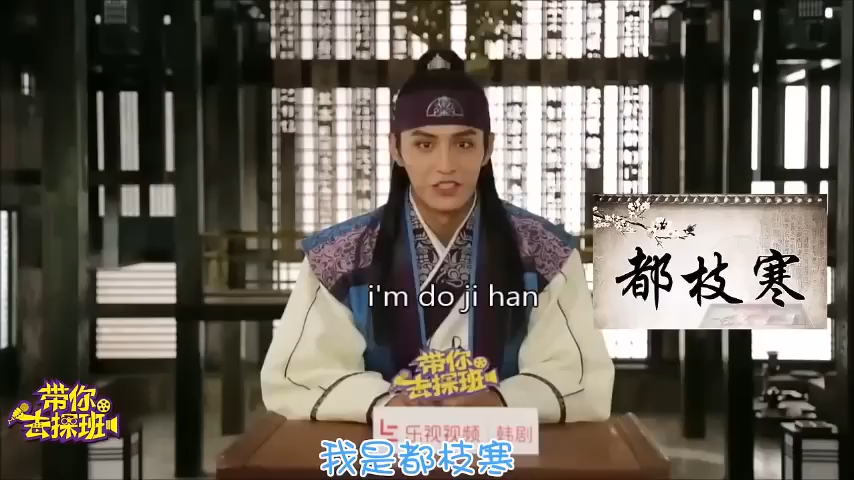 都枝寒
i'm do ji han
带你
去探班
带你
去探班
乐视视频 韩剧
我是都枝寒